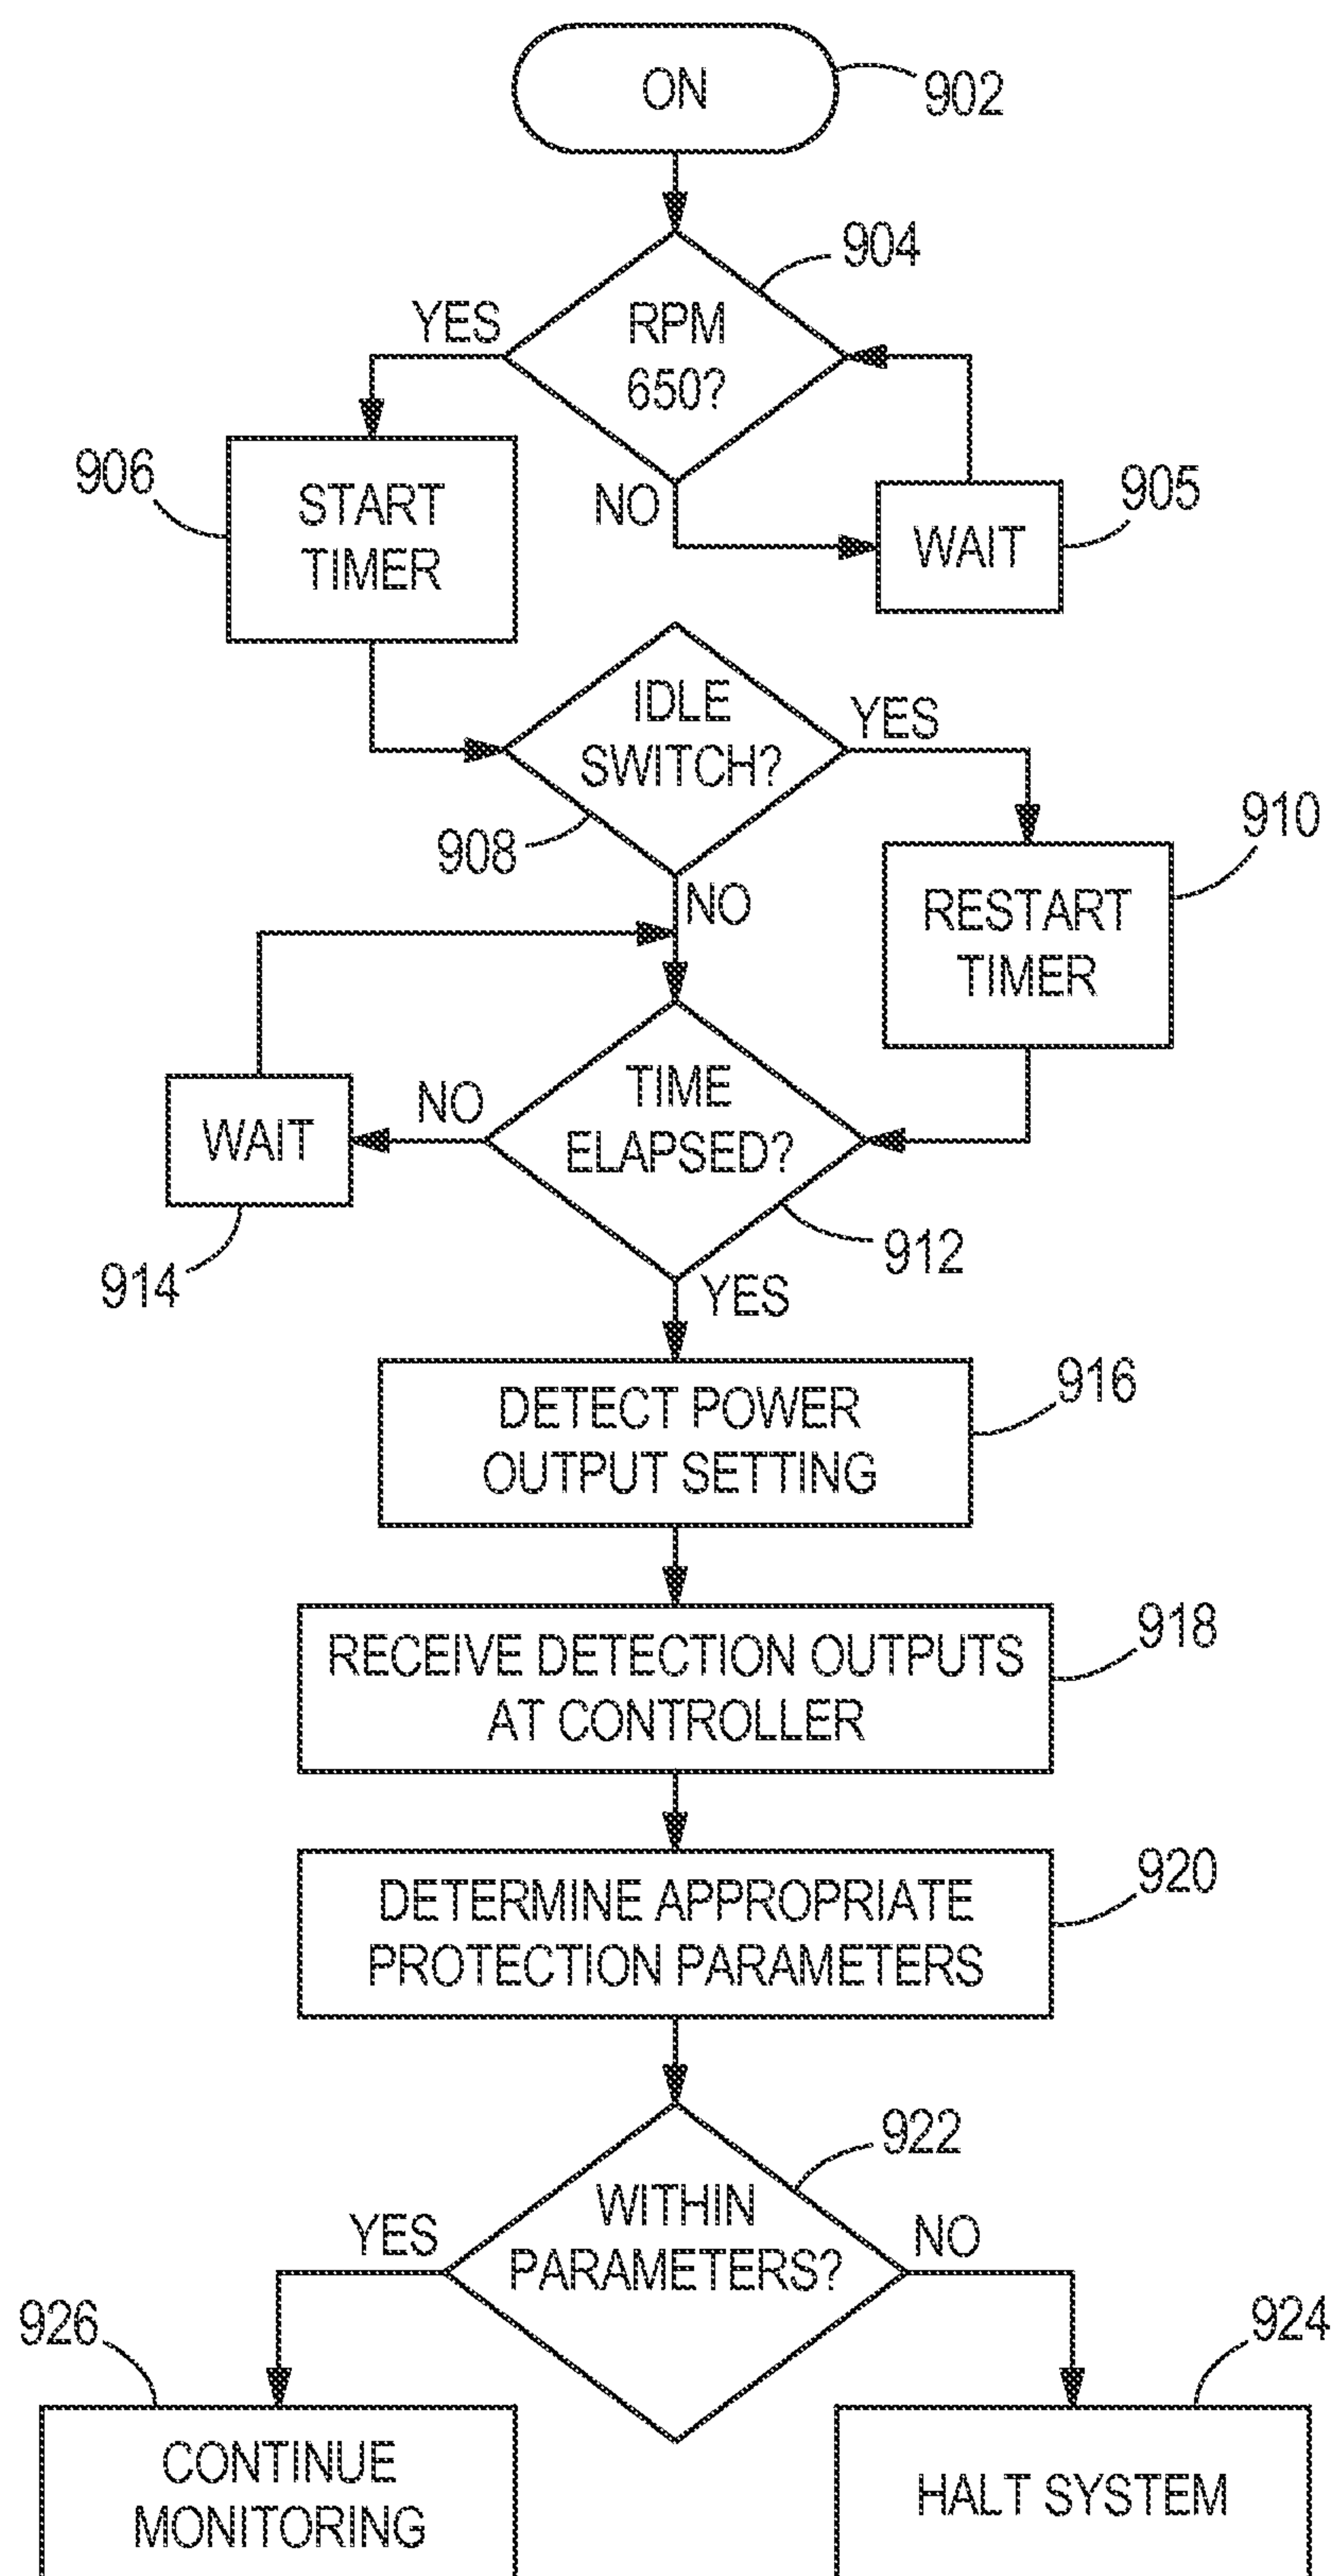 ON
902
904
RPM
650?
YES
NO
906
START
TIMER
905
WAIT
IDLE
SWITCH?
YES
908
NO
910
RESTART
TIMER
TIME
ELAPSED?
NO
WAIT
914
912
YES
DETECT POWER
OUTPUT SETTING
916
RECEIVE DETECTION OUTPUTS
AT CONTROLLER
918
DETERMINE APPROPRIATE
PROTECTION PARAMETERS
920
922
WITHIN
PARAMETERS?
YES
NO
926
CONTINUE
MONITORING
924
HALT SYSTEM